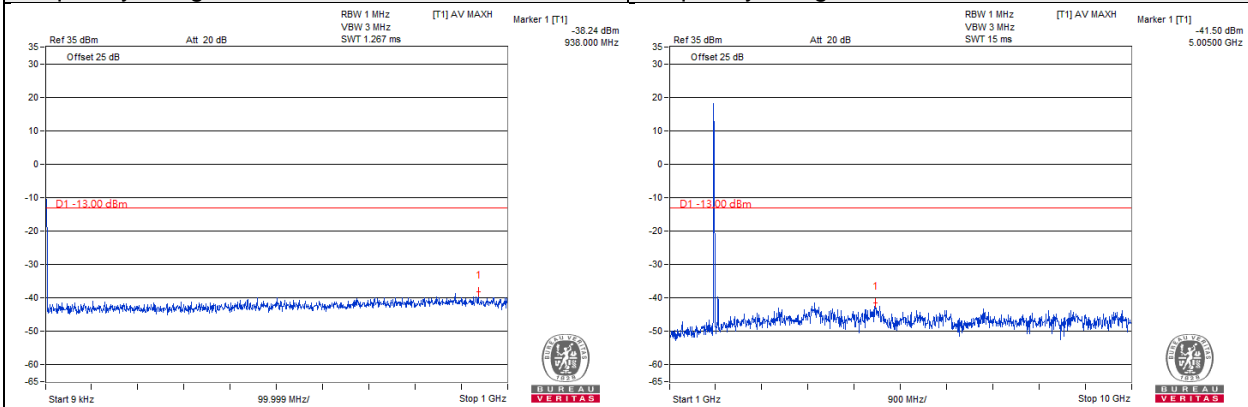 RBW 1 MHz [T1] AV MAXH
VBW 3 MHz
Ref 35 dBm Att 20 dB SWT 1.267 ms
Marker 1 [T1]
-38.24 dBm
938.000 MHz
Offset 25 dB
35
30
20
10
0
-10
-20
-30
-40
-50
-60
-65
D1 -13.00 dBm
1
Start 9 kHz 99.999 MHz/ Stop 1 GHz
BUREAU VERITAS
1828
BUREAU
VERITAS
RBW 1 MHz [T1] AV MAXH
VBW 3 MHz
Ref 35 dBm Att 20 dB SWT 15 ms
Marker 1 [T1]
-41.50 dBm
5.00500 GHz
Offset 25 dB
35
30
20
10
0
-10
-20
-30
-40
-50
-60
-65
D1 -13.00 dBm
1
Start 1 GHz 900 MHz/ Stop 10 GHz
BUREAU VERITAS
1828
BUREAU
VERITAS